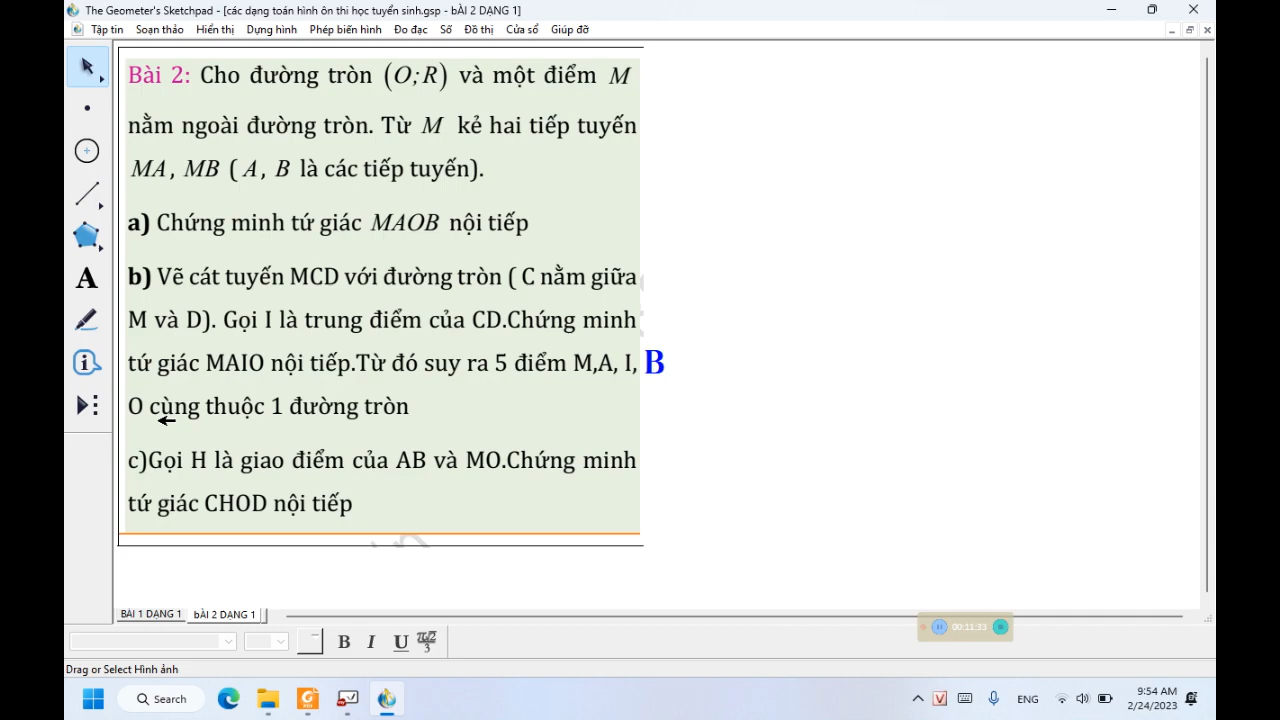 The Geometer's Sketchpad - [các dạng toán hình ôn thi học tuyển sinh.gsp - bÀI 2 DẠNG 1]
Tập tin Soạn thảo Hiển thị Dựng hình Phép biến hình Đo đạc Số Đồ thị Cửa sổ Giúp đỡ
Bài 2: Cho đường tròn (O;R) và một điểm M
nằm ngoài đường tròn. Từ M kẻ hai tiếp tuyến
MA, MB ( A, B là các tiếp tuyến).
a) Chứng minh tứ giác MAOB nội tiếp
b) Vẽ cát tuyến MCD với đường tròn ( C nằm giữa
M và D). Gọi I là trung điểm của CD.Chứng minh
tứ giác MAIO nội tiếp.Từ đó suy ra 5 điểm M,A, I, B
O cùng thuộc 1 đường tròn
c)Gọi H là giao điểm của AB và MO.Chứng minh
tứ giác CHOD nội tiếp
BÀI 1 DẠNG 1 bÀI 2 DẠNG 1
00:11:33
B I U
Drag or Select Hình ảnh
Search ENG 9:54 AM
2/24/2023